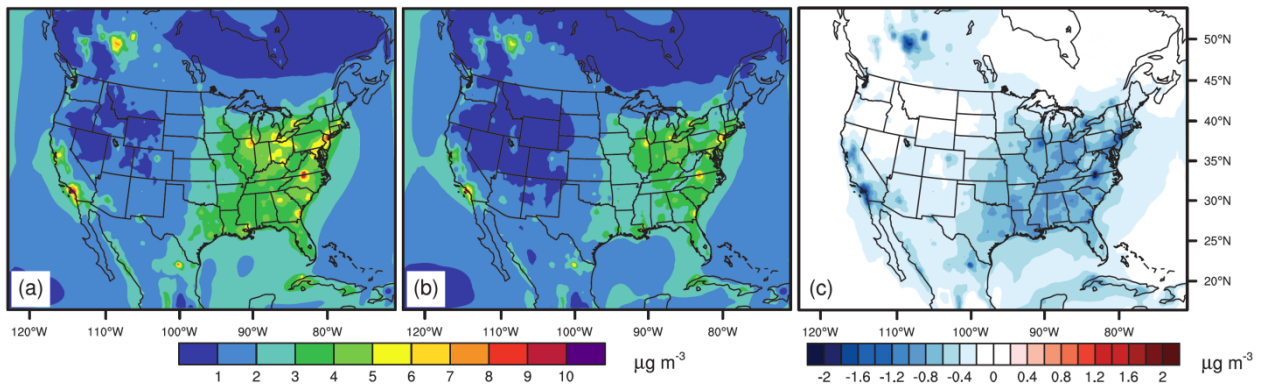 (a)
(b)
(c)
50°N
45°N
40°N
35°N
30°N
25°N
20°N
120°W 110°W 100°W 90°W 80°W
120°W 110°W 100°W 90°W 80°W
120°W 110°W 100°W 90°W 80°W
1 2 3 4 5 6 7 8 9 10
μg m⁻³
-2 -1.6 -1.2 -0.8 -0.4 0 0.4 0.8 1.2 1.6 2
μg m⁻³